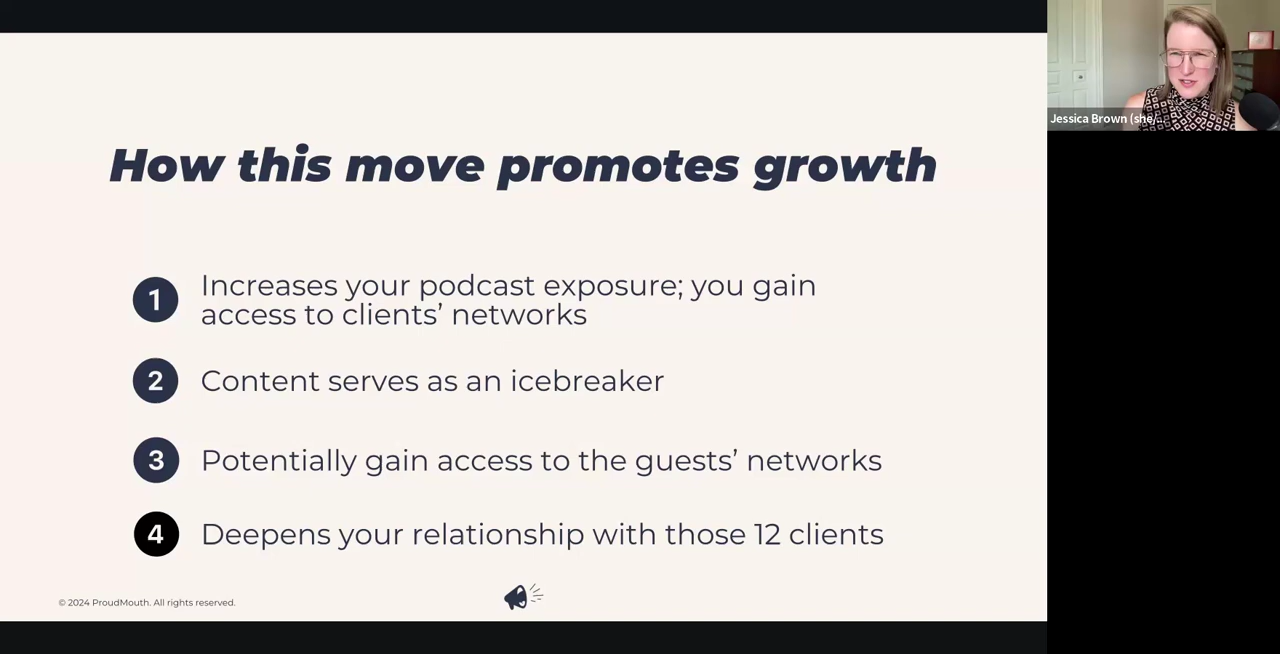 How this move promotes growth
1
Increases your podcast exposure; you gain
access to clients’ networks
2
Content serves as an icebreaker
3
Potentially gain access to the guests’ networks
4
Deepens your relationship with those 12 clients
© 2024 ProudMouth. All rights reserved.
Jessica Brown (she/...